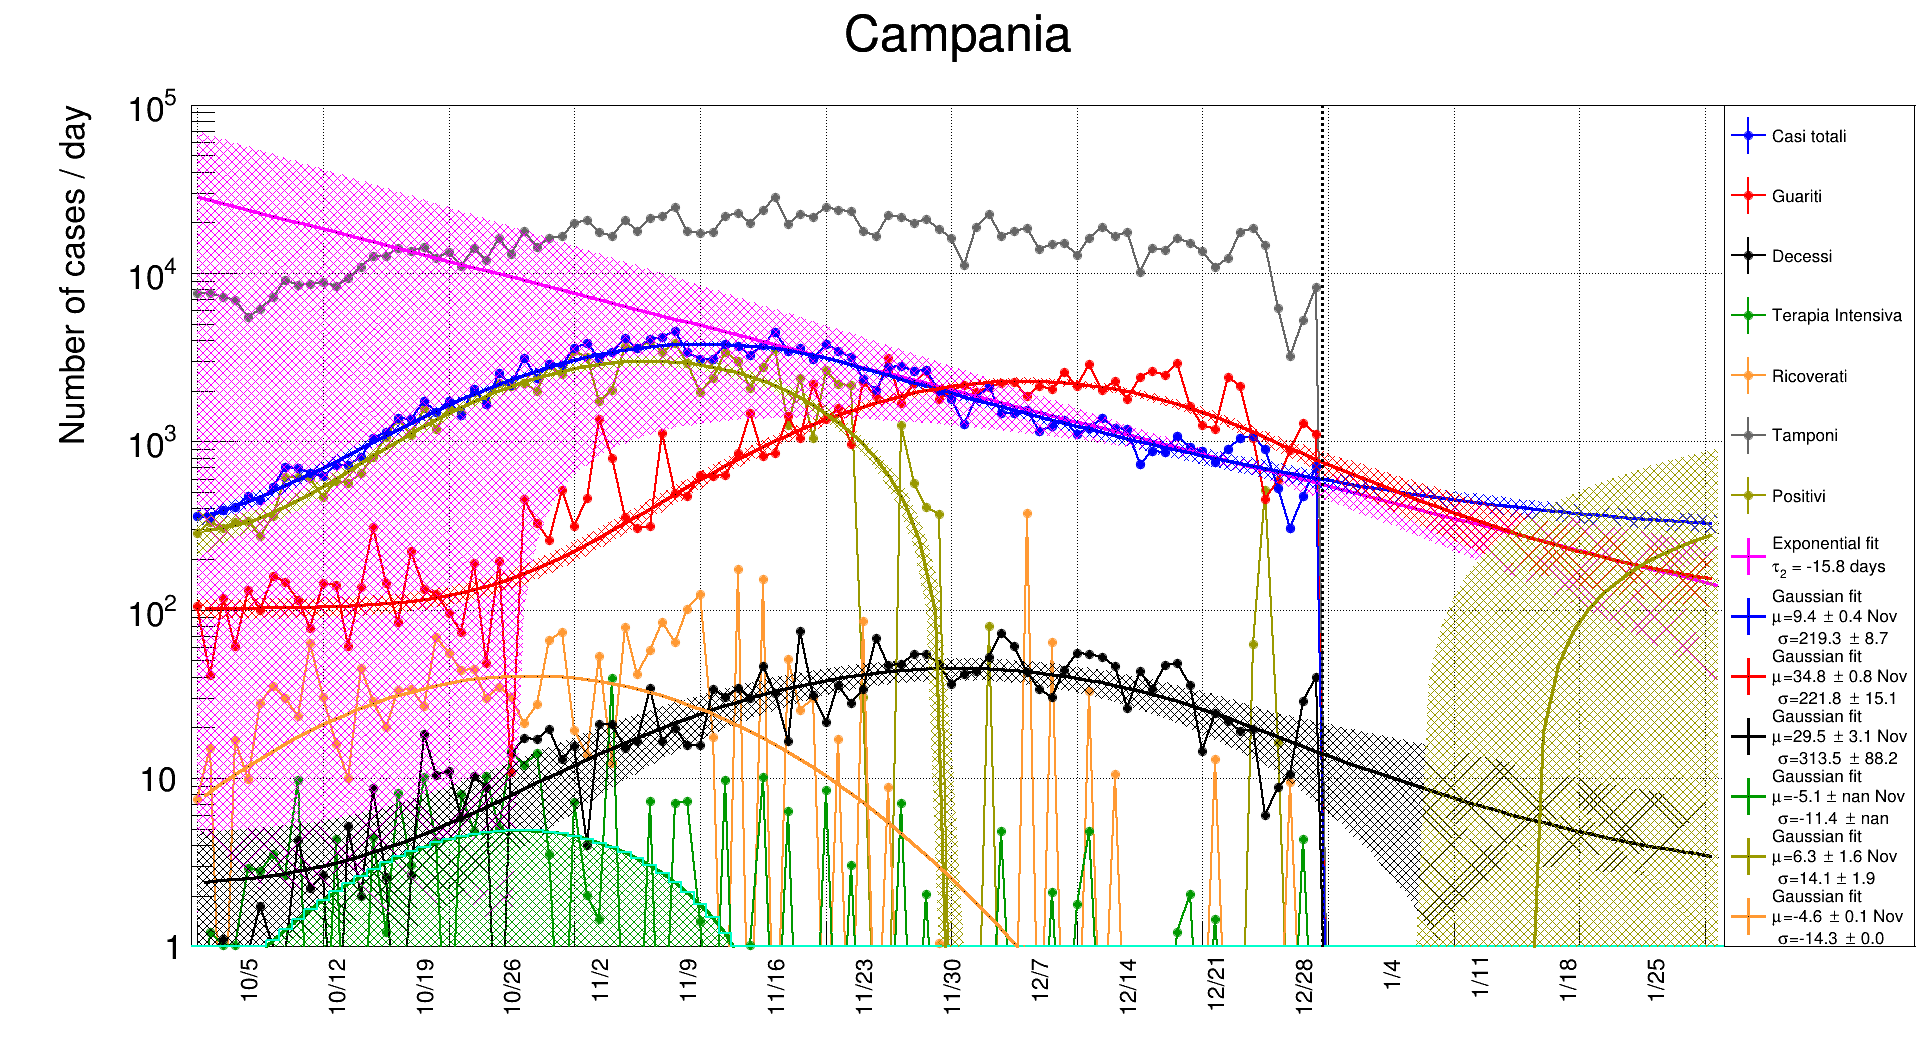 Campania
Number of cases / day
10^5
10^4
10^3
10^2
10
1
10/5
10/12
10/19
10/26
11/2
11/9
11/16
11/23
11/30
12/7
12/14
12/21
12/28
1/4
1/11
1/18
1/25
Casi totali
Guariti
Decessi
Terapia Intensiva
Ricoverati
Tamponi
Positivi
Exponential fit
τ₂ = -15.8 days
Gaussian fit
μ=9.4 ± 0.4 Nov
σ=219.3 ± 8.7
Gaussian fit
μ=34.8 ± 0.8 Nov
σ=221.8 ± 15.1
Gaussian fit
μ=29.5 ± 3.1 Nov
σ=313.5 ± 88.2
Gaussian fit
μ=-5.1 ± nan Nov
σ=-11.4 ± nan
Gaussian fit
μ=6.3 ± 1.6 Nov
σ=14.1 ± 1.9
Gaussian fit
μ=-4.6 ± 0.1 Nov
σ=-14.3 ± 0.0